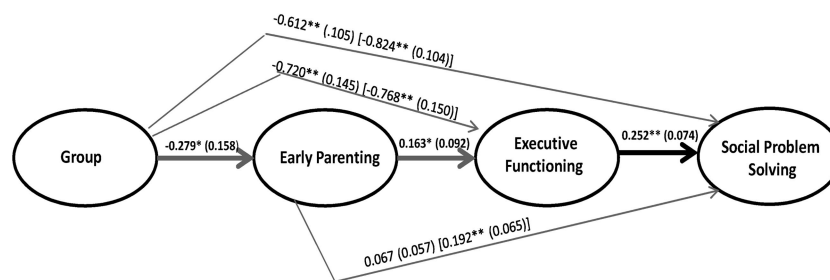 -0.612** (.105) [-0.824** (0.104)]
-0.720** (0.145) [-0.768** (0.150)]
Group
-0.279* (0.158)
Early Parenting
0.163* (0.092)
Executive
Functioning
0.252** (0.074)
Social Problem
Solving
0.067 (0.057) [0.192** (0.065)]